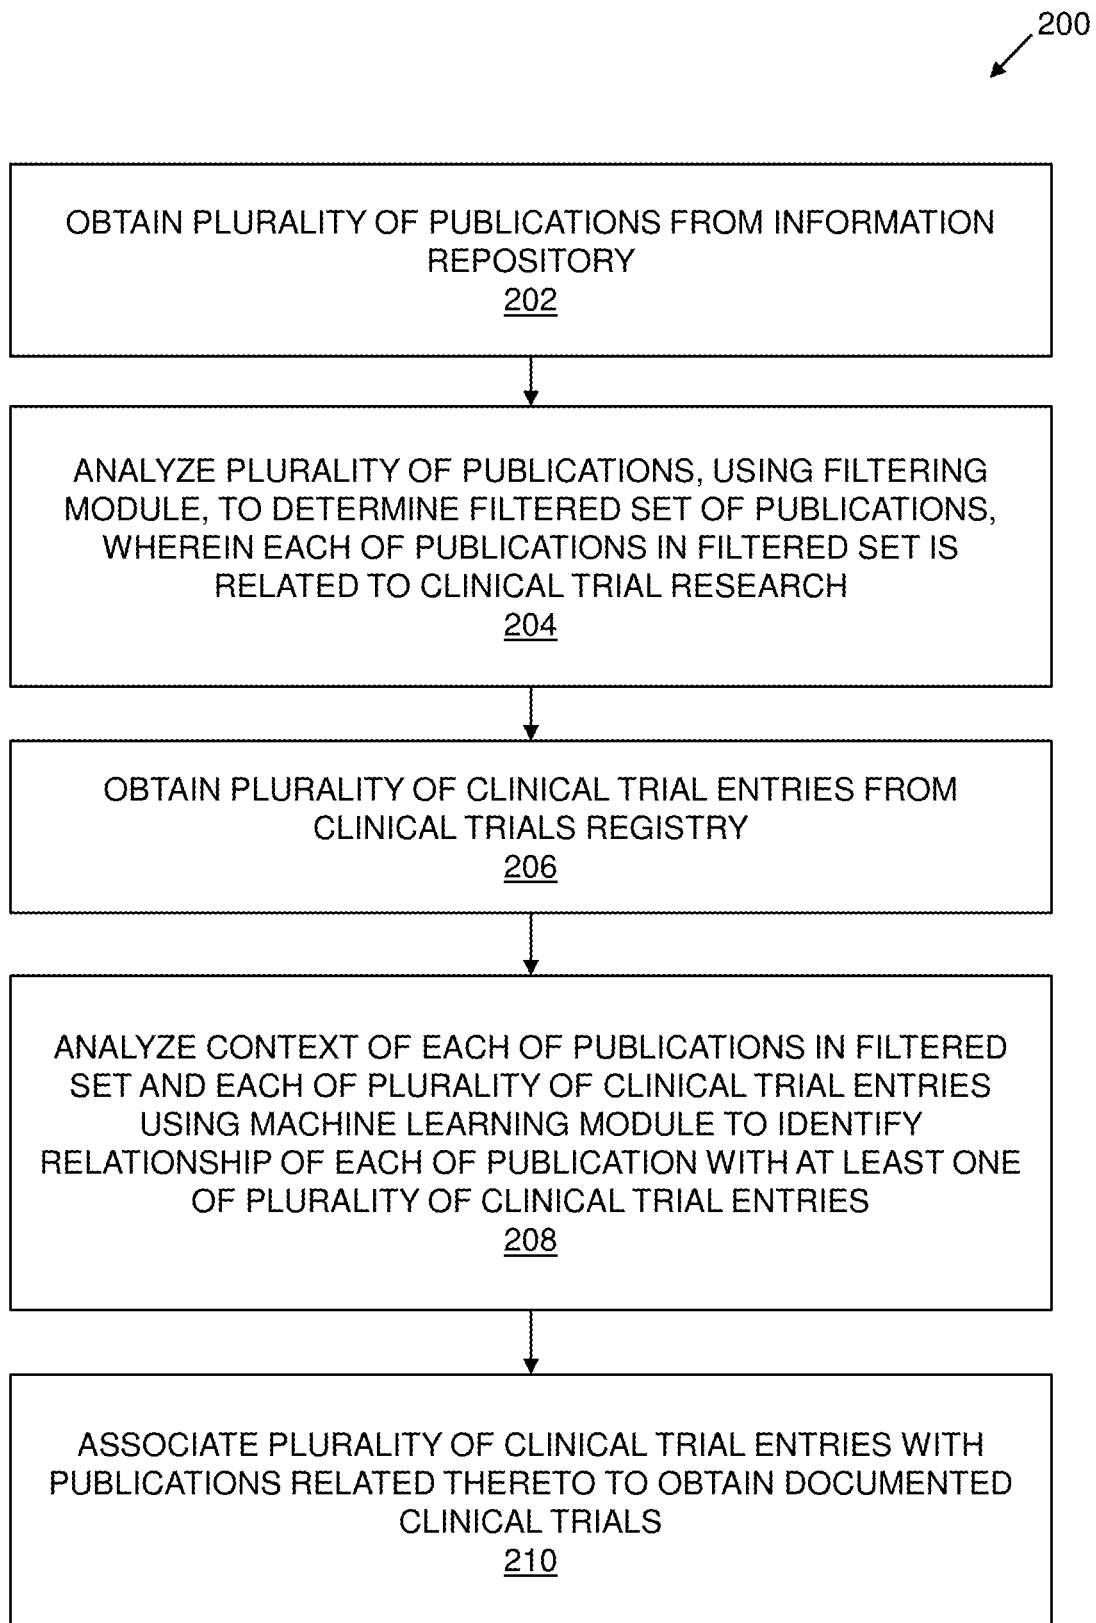 200
OBTAIN PLURALITY OF PUBLICATIONS FROM INFORMATION
REPOSITORY
202
ANALYZE PLURALITY OF PUBLICATIONS, USING FILTERING
MODULE, TO DETERMINE FILTERED SET OF PUBLICATIONS,
WHEREIN EACH OF PUBLICATIONS IN FILTERED SET IS
RELATED TO CLINICAL TRIAL RESEARCH
204
OBTAIN PLURALITY OF CLINICAL TRIAL ENTRIES FROM
CLINICAL TRIALS REGISTRY
206
ANALYZE CONTEXT OF EACH OF PUBLICATIONS IN FILTERED
SET AND EACH OF PLURALITY OF CLINICAL TRIAL ENTRIES
USING MACHINE LEARNING MODULE TO IDENTIFY
RELATIONSHIP OF EACH OF PUBLICATION WITH AT LEAST ONE
OF PLURALITY OF CLINICAL TRIAL ENTRIES
208
ASSOCIATE PLURALITY OF CLINICAL TRIAL ENTRIES WITH
PUBLICATIONS RELATED THERETO TO OBTAIN DOCUMENTED
CLINICAL TRIALS
210